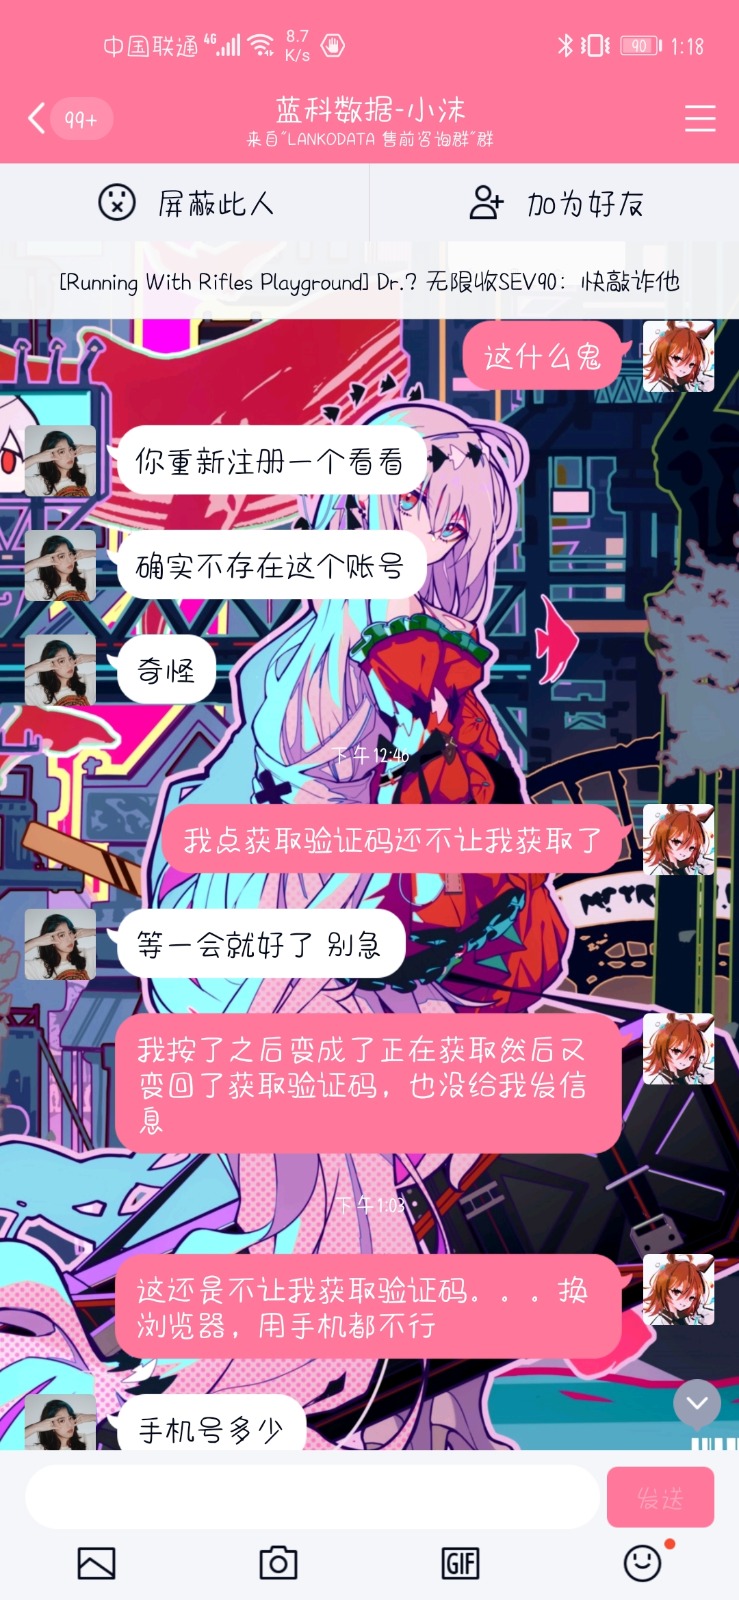 中国联通 4G 8.7 K/s 90 1:18
99+
蓝科数据-小沫
来自"LANKODATA 售前咨询群"群
屏蔽此人 加为好友
[Running With Rifles Playground] Dr.? 无限收SEV90：快敲诈他
这什么鬼
你重新注册一个看看
确实不存在这个账号
奇怪
下午12:46
我点获取验证码还不让我获取了
等一会就好了 别急
我按了之后变成了正在获取然后又
变回了获取验证码，也没给我发信
息
下午1:03
这还是不让我获取验证码。。。换
浏览器，用手机都不行
手机号多少
发送
GIF